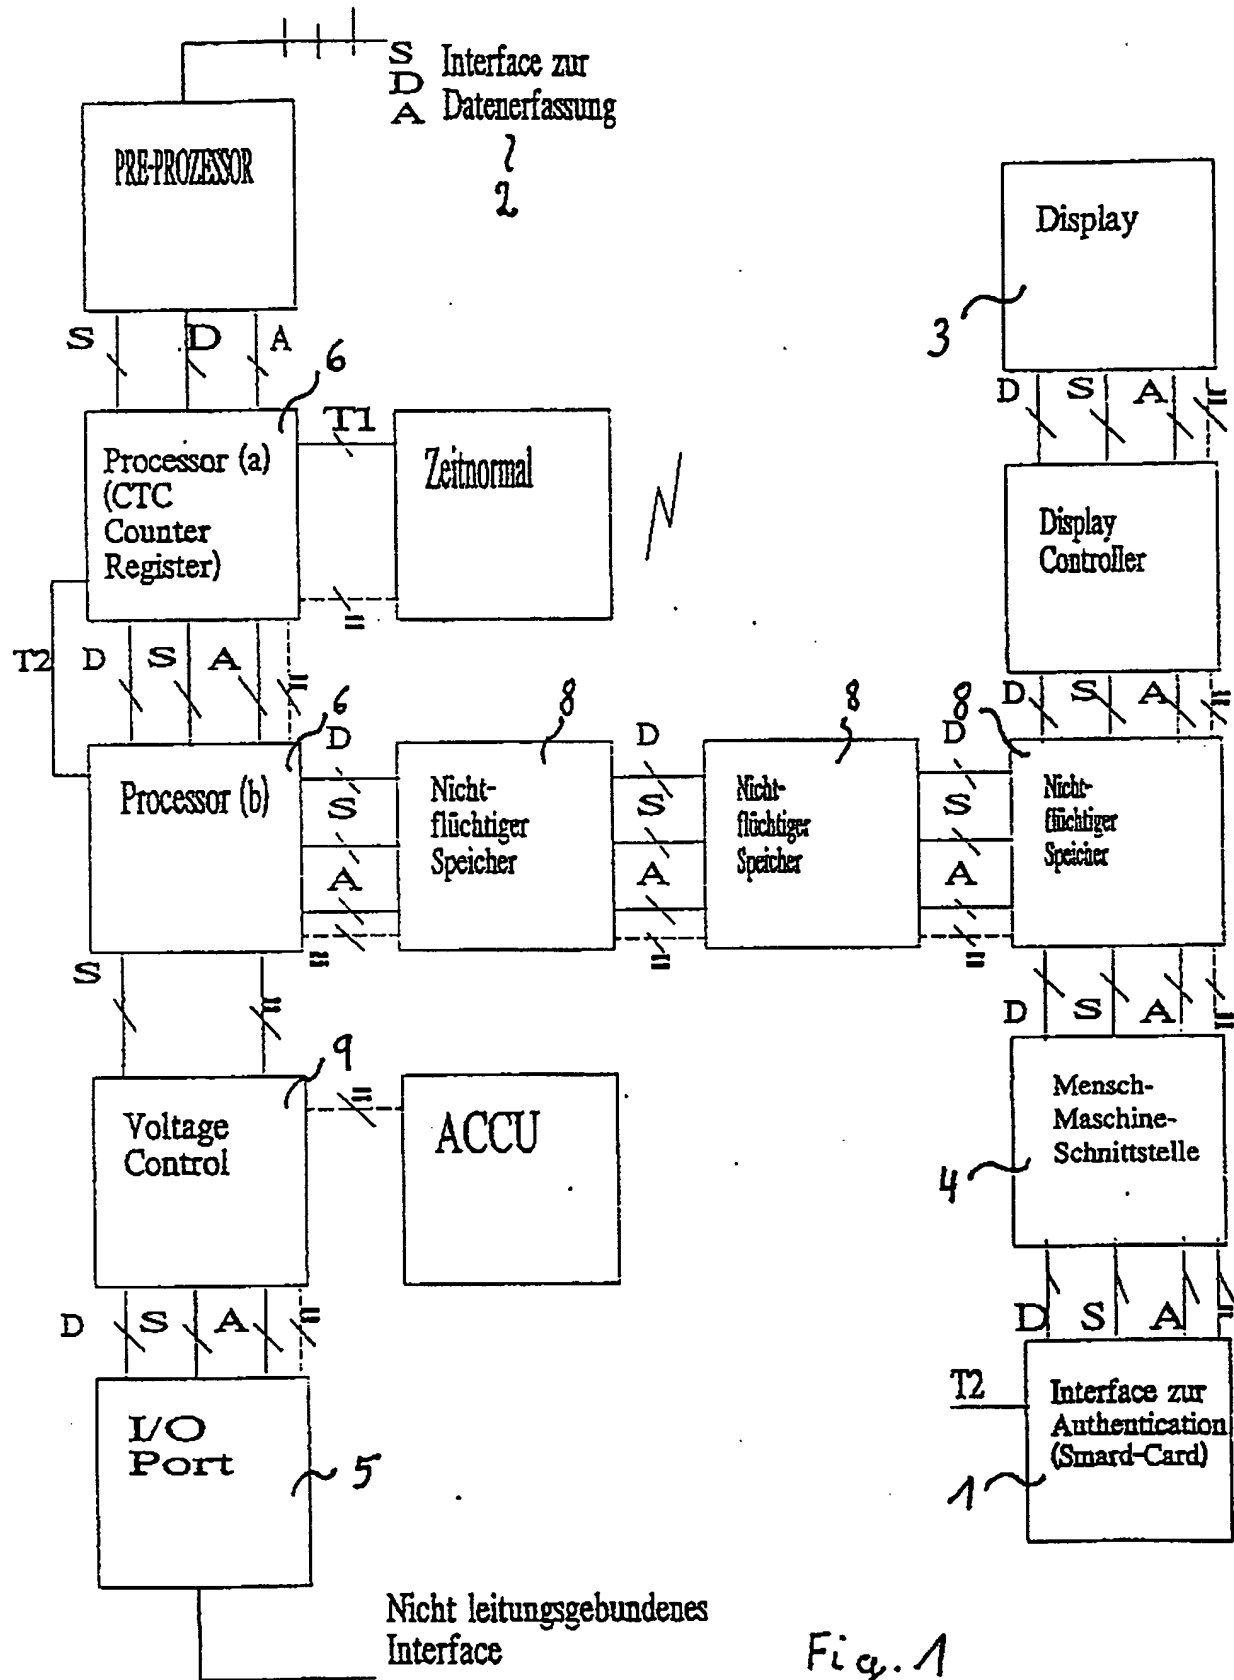 S Interface zur
D
A Datenerfassung
2
PRE-PROZESSOR
Display
3
S D A
6
D S A =
T1
Processor (a)
(CTC
Counter
Register)
Zeitnormal
N
Display
Controller
=
T2
D S A =
D S A =
6
8
8
8
Processor (b)
D
S
A
=
Nicht-
flüchtiger
Speicher
D
S
A
=
Nicht-
flüchtiger
Speicher
D
S
A
=
Nicht-
flüchtiger
Speicher
S =
D S A =
9
Voltage
Control
=
ACCU
Mensch-
Maschine-
Schnittstelle
4
D S A =
D S A =
I/O
Port
5
T2
Interface zur
Authentication
(Smard-Card)
1
Nicht leitungsgebundenes
Interface
Fig. 1